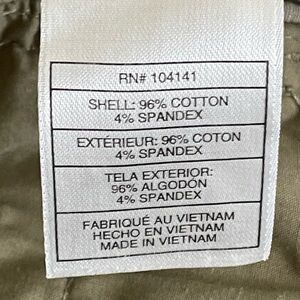 RN# 104141
SHELL: 96% COTTON
4% SPANDEX
EXTÉRIEUR: 96% COTON
4% SPANDEX
TELA EXTERIOR:
96% ALGODÓN
4% SPANDEX
FABRIQUÉ AU VIETNAM
HECHO EN VIETNAM
MADE IN VIETNAM